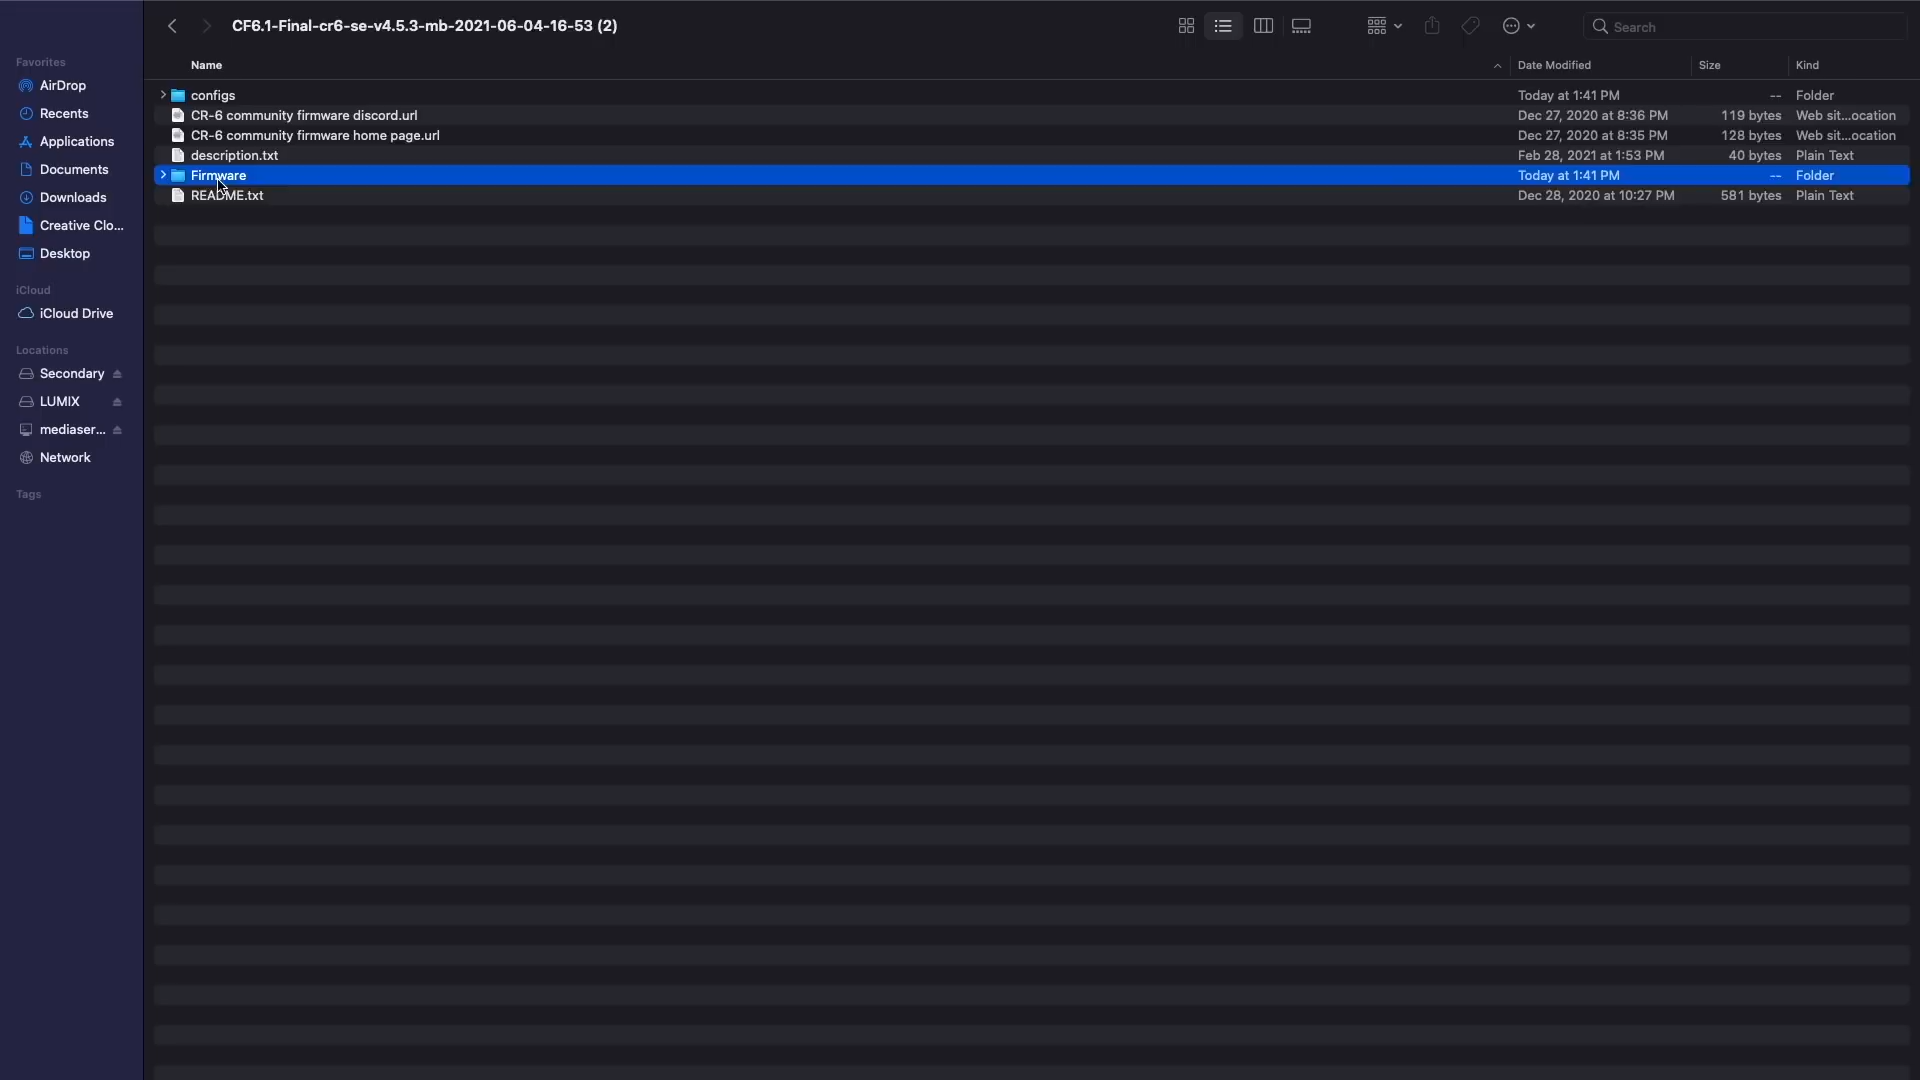 CF6.1-Final-cr6-se-v4.5.3-mb-2021-06-04-16-53 (2)
Search
Name Date Modified Size Kind
Favorites
AirDrop
Recents
Applications
Documents
Downloads
Creative Clo...
Desktop
iCloud
iCloud Drive
Locations
Secondary
LUMIX
mediaser...
Network
Tags
configs Today at 1:41 PM -- Folder
CR-6 community firmware discord.url Dec 27, 2020 at 8:36 PM 119 bytes Web sit...ocation
CR-6 community firmware home page.url Dec 27, 2020 at 8:35 PM 128 bytes Web sit...ocation
description.txt Feb 28, 2021 at 1:53 PM 40 bytes Plain Text
Firmware Today at 1:41 PM -- Folder
README.txt Dec 28, 2020 at 10:27 PM 581 bytes Plain Text